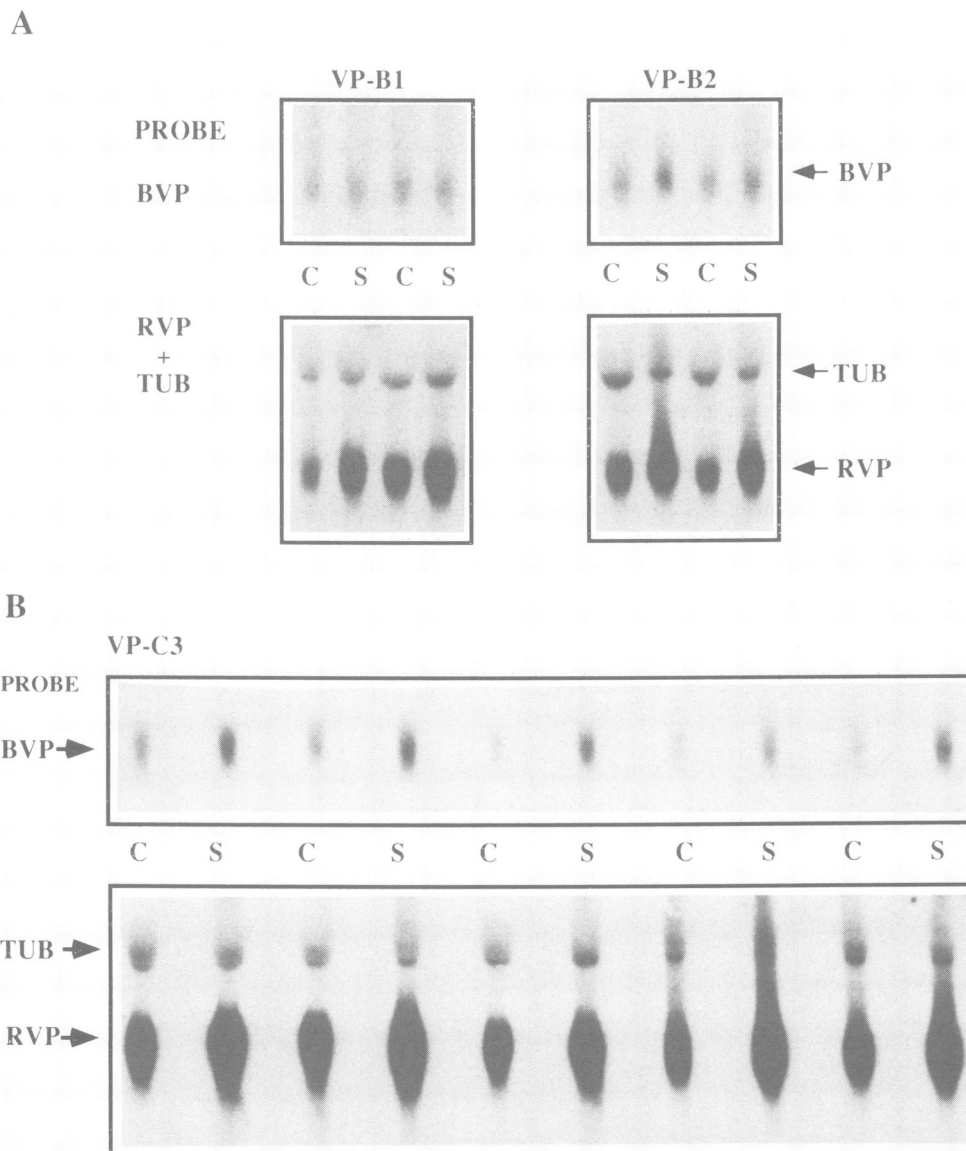 A
VP-B1 VP-B2
PROBE
BVP BVP
C S C S C S C S
RVP
+
TUB
TUB
RVP
B
VP-C3
PROBE
BVP
C S C S C S C S C S
TUB
RVP